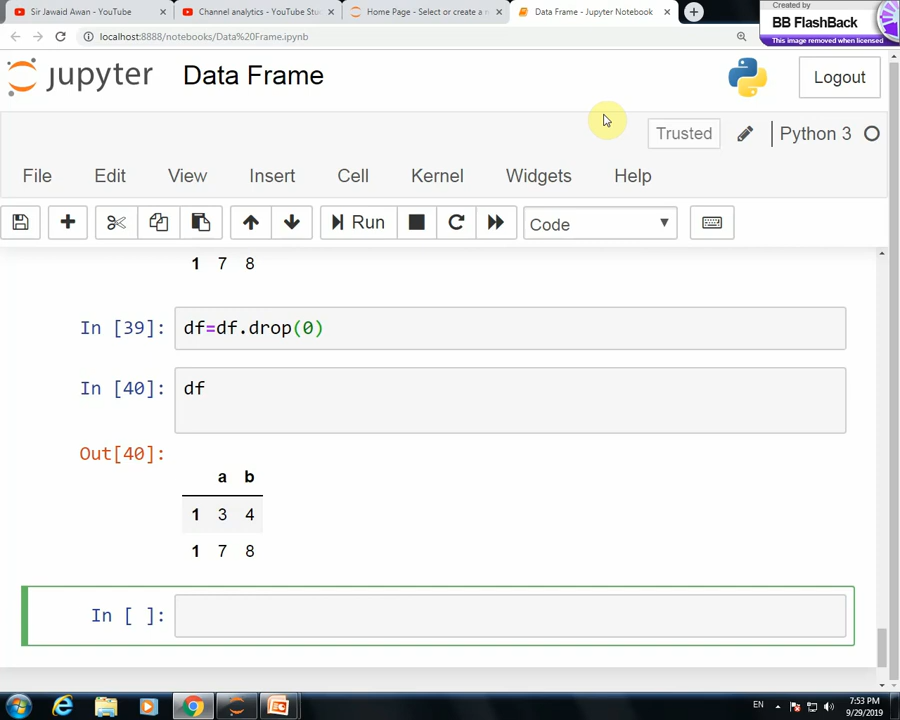 Sir Jawaid Awan - YouTube × Channel analytics - YouTube Stu × Home Page - Select or create a n × Data Frame - Jupyter Notebook × +
Created by
BB FlashBack
This image removed when licensed
localhost:8888/notebooks/Data%20Frame.ipynb
jupyter Data Frame
Logout
Trusted
Python 3
File Edit View Insert Cell Kernel Widgets Help
Run Code
1 7 8
In [39]: df=df.drop(0)
In [40]: df
Out[40]:
a b
1 3 4
1 7 8
In [ ]:
EN
7:53 PM
9/29/2019